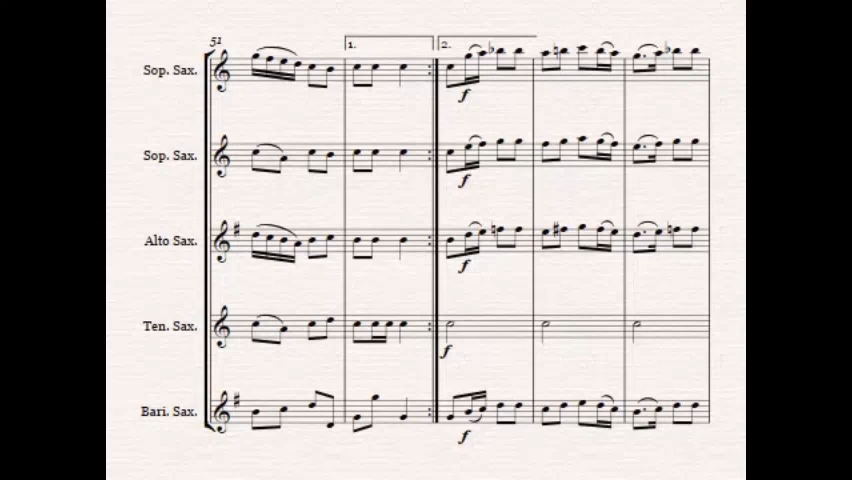 51
1.
2.
Sop. Sax.
f
Sop. Sax.
f
Alto Sax.
f
Ten. Sax.
f
Bari. Sax.
f